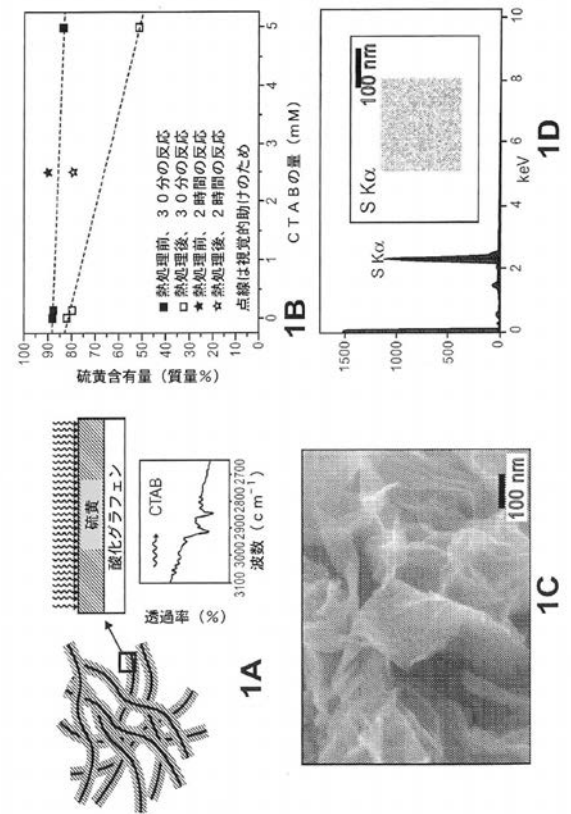 硫黄
酸化グラフェン
CTAB
透過率 (%)
3100 3000 2900 2800 2700
波数 (cm⁻¹)
1A
硫黄含有量 (質量%)
100
90
80
70
60
50
40
30
20
10
0
■ 熱処理前、30分の反応
□ 熱処理後、30分の反応
★ 熱処理前、2時間の反応
☆ 熱処理後、2時間の反応
点線は視覚的助けのため
0 1 2 3 4 5
CTABの量 (mM)
1B
100 nm
1C
1500
1000
500
0
S Kα
S Kα
100 nm
0 2 4 6 8 10
keV
1D